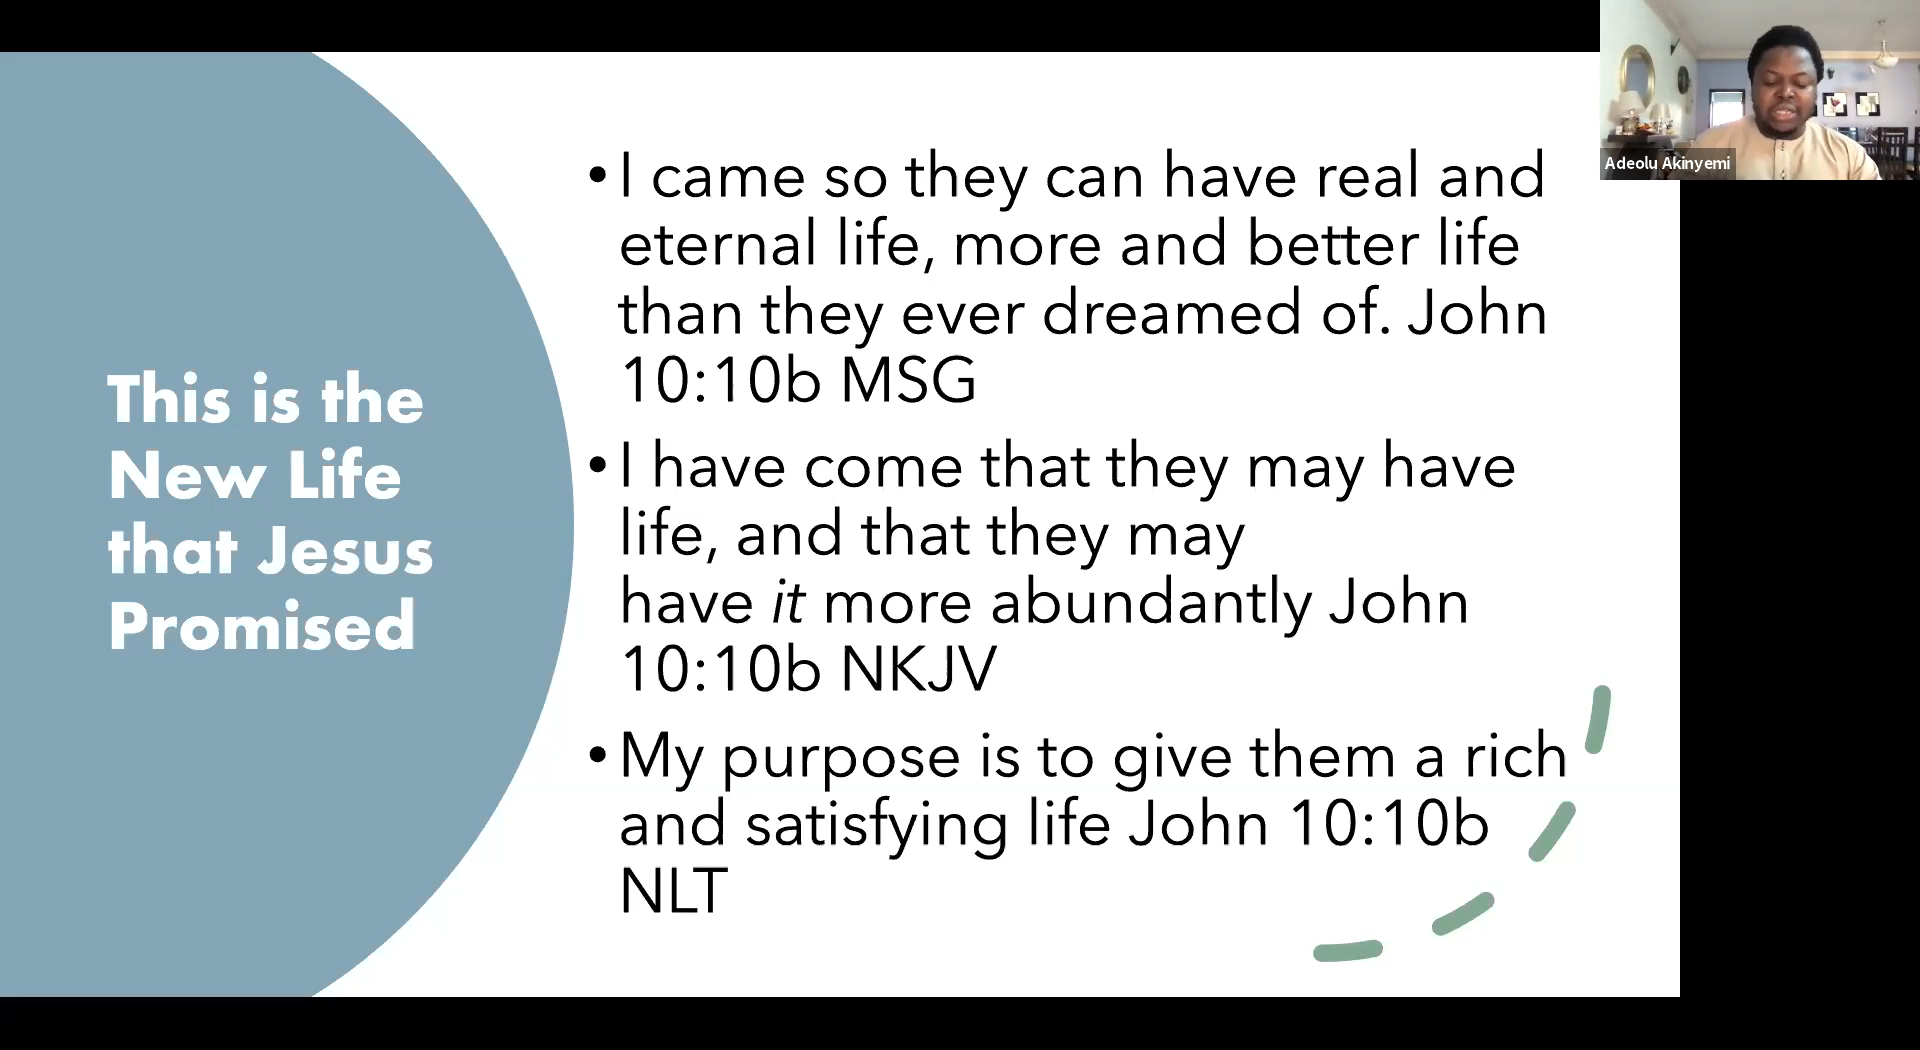 This is the
New Life
that Jesus
Promised
• I came so they can have real and
eternal life, more and better life
than they ever dreamed of. John
10:10b MSG
• I have come that they may have
life, and that they may
have it more abundantly John
10:10b NKJV
• My purpose is to give them a rich
and satisfying life John 10:10b
NLT
Adeolu Akinyemi